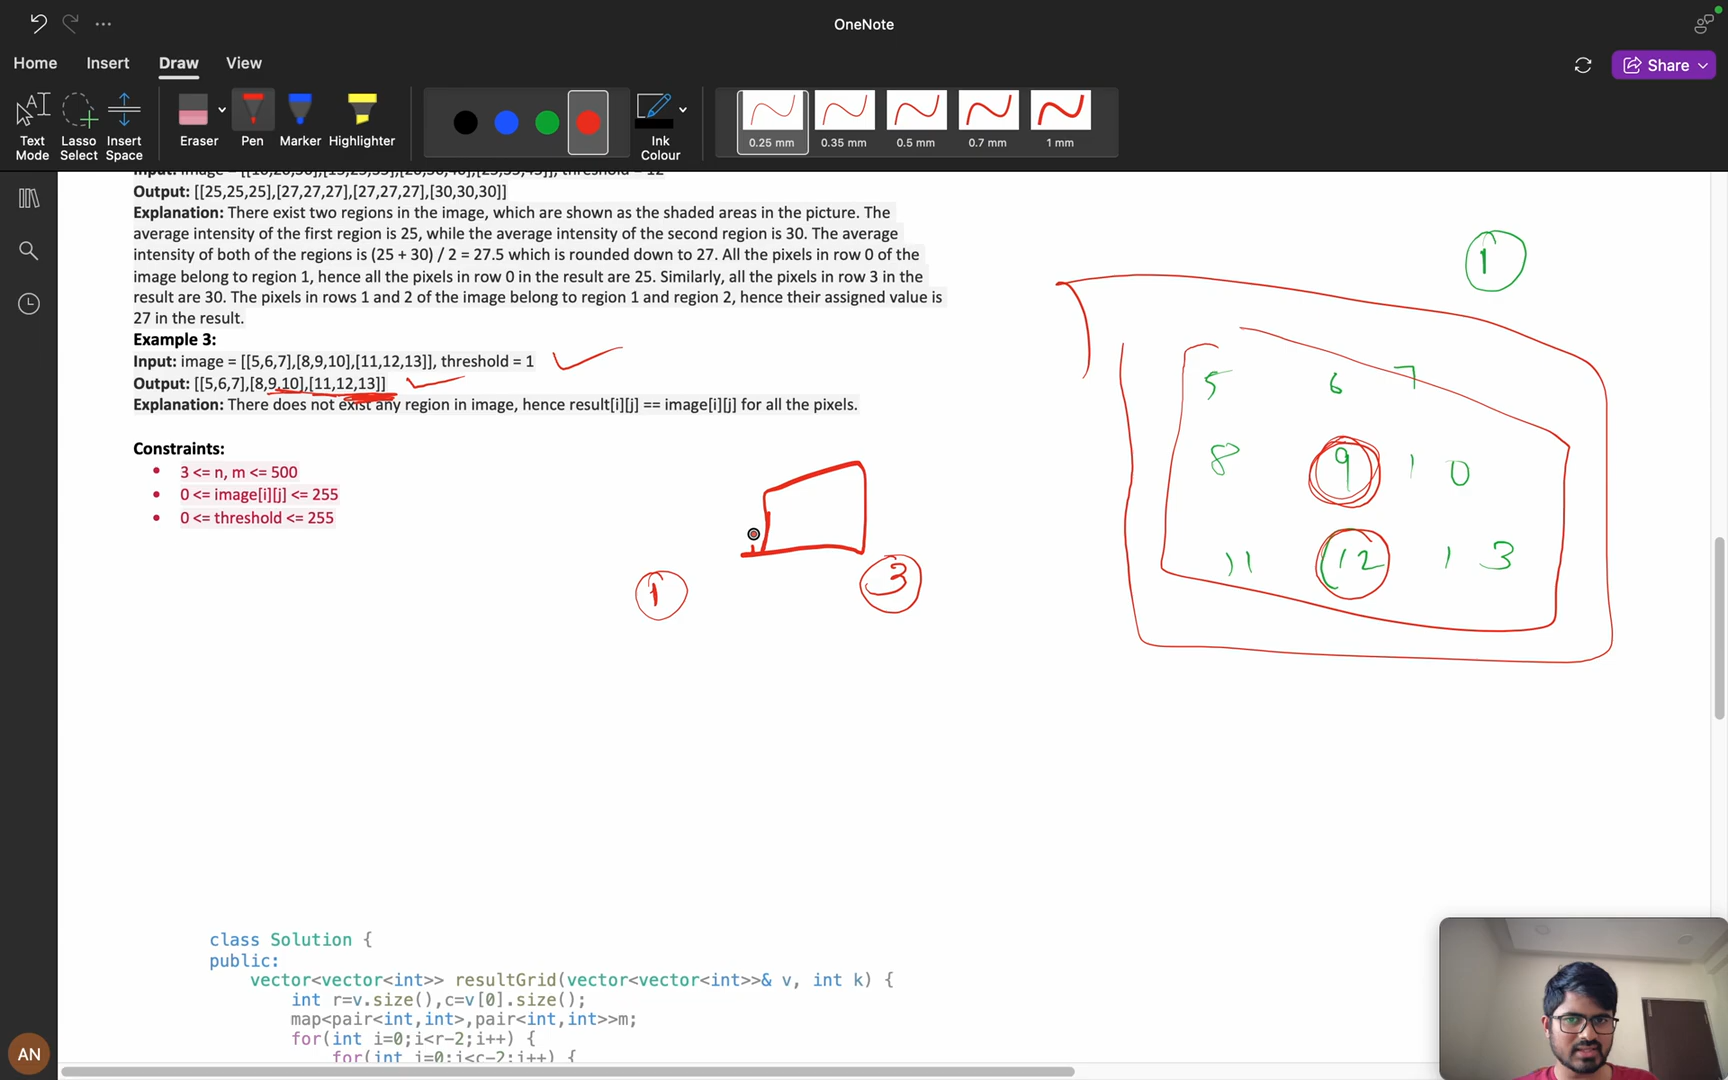 OneNote
Home Insert Draw View
Share
Text Mode
Lasso Select
Insert Space
Eraser
Pen
Marker
Highlighter
Ink Colour
0.25 mm
0.35 mm
0.5 mm
0.7 mm
1 mm
Output: [[25,25,25],[27,27,27],[27,27,27],[30,30,30]]
Explanation: There exist two regions in the image, which are shown as the shaded areas in the picture. The
average intensity of the first region is 25, while the average intensity of the second region is 30. The average
intensity of both of the regions is (25 + 30) / 2 = 27.5 which is rounded down to 27. All the pixels in row 0 of the
image belong to region 1, hence all the pixels in row 0 in the result are 25. Similarly, all the pixels in row 3 in the
result are 30. The pixels in rows 1 and 2 of the image belong to region 1 and region 2, hence their assigned value is
27 in the result.
Example 3:
Input: image = [[5,6,7],[8,9,10],[11,12,13]], threshold = 1
Output: [[5,6,7],[8,9,10],[11,12,13]]
Explanation: There does not exist any region in image, hence result[i][j] == image[i][j] for all the pixels.
Constraints:
• 3 <= n, m <= 500
• 0 <= image[i][j] <= 255
• 0 <= threshold <= 255
1
3
1
5 6 7
8 9 10
11 12 13
class Solution {
public:
vector<vector<int>> resultGrid(vector<vector<int>>& v, int k) {
int r=v.size(),c=v[0].size();
map<pair<int,int>,pair<int,int>>m;
for(int i=0;i<r-2;i++) {
for(int j=0;j<c-2;j++) {
AN